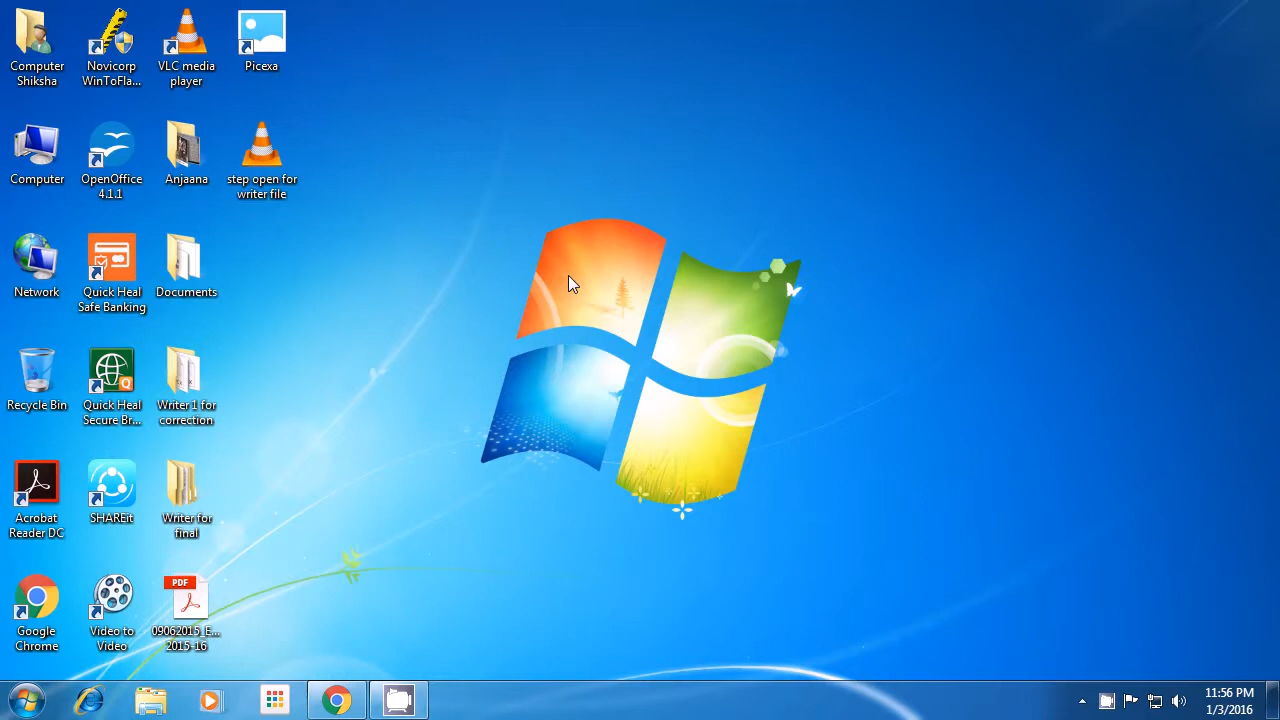 Computer
Shiksha
Novicorp
WinToFla...
VLC media
player
Picexa
Computer
OpenOffice
4.1.1
Anjaana
step open for
writer file
Network
Quick Heal
Safe Banking
Documents
Recycle Bin
Quick Heal
Secure Br...
Writer 1 for
correction
Acrobat
Reader DC
SHAREit
Writer for
final
Google
Chrome
Video to
Video
PDF
09062015_E...
2015-16
11:56 PM
1/3/2016